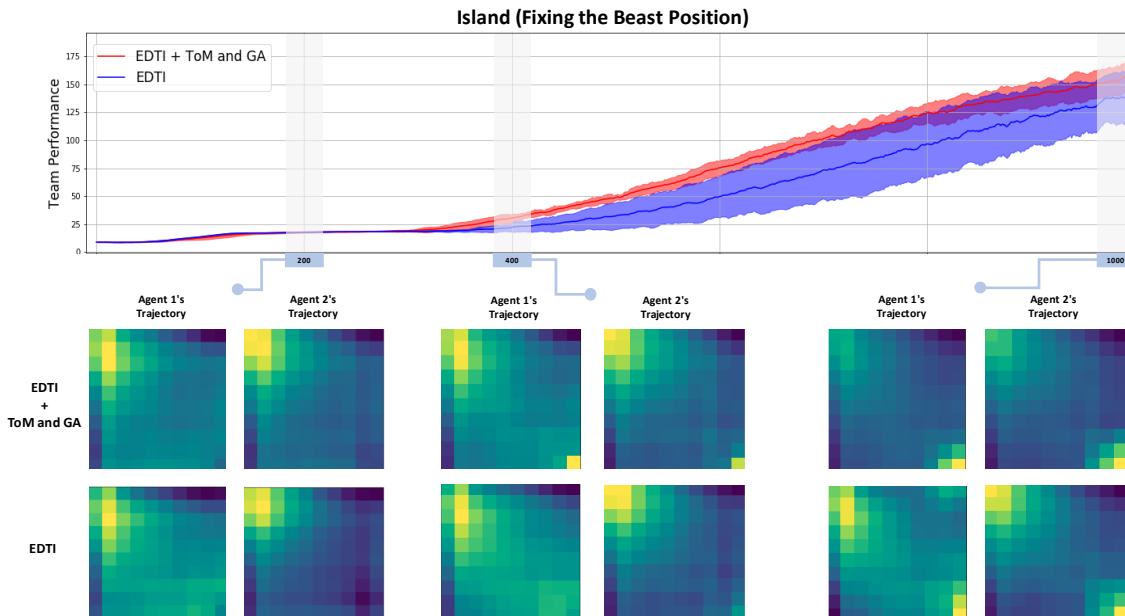 Island (Fixing the Beast Position)
EDTI + ToM and GA
EDTI
Team Performance
175
150
125
100
75
50
25
0
200
400
1000
Agent 1's
Trajectory
Agent 2's
Trajectory
Agent 1's
Trajectory
Agent 2's
Trajectory
Agent 1's
Trajectory
Agent 2's
Trajectory
EDTI
+
ToM and GA
EDTI